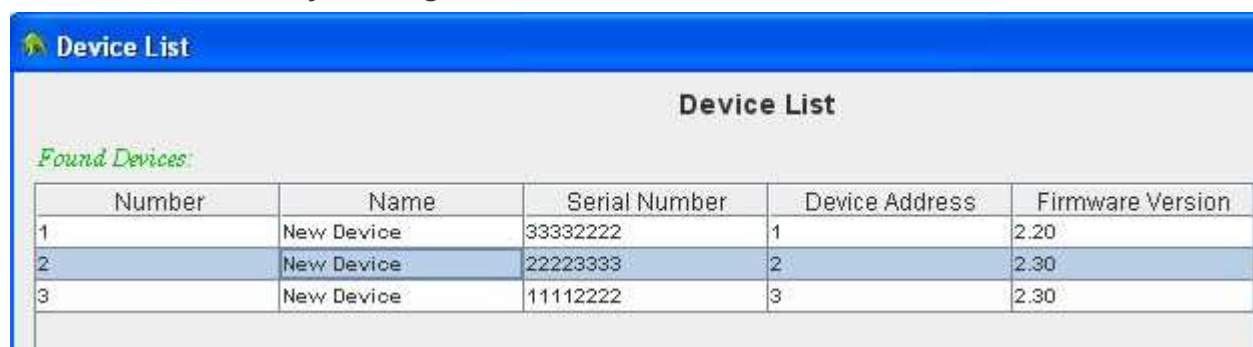 Device List
Device List
Found Devices:
Number Name Serial Number Device Address Firmware Version
1 New Device 33332222 1 2.20
2 New Device 22223333 2 2.30
3 New Device 11112222 3 2.30